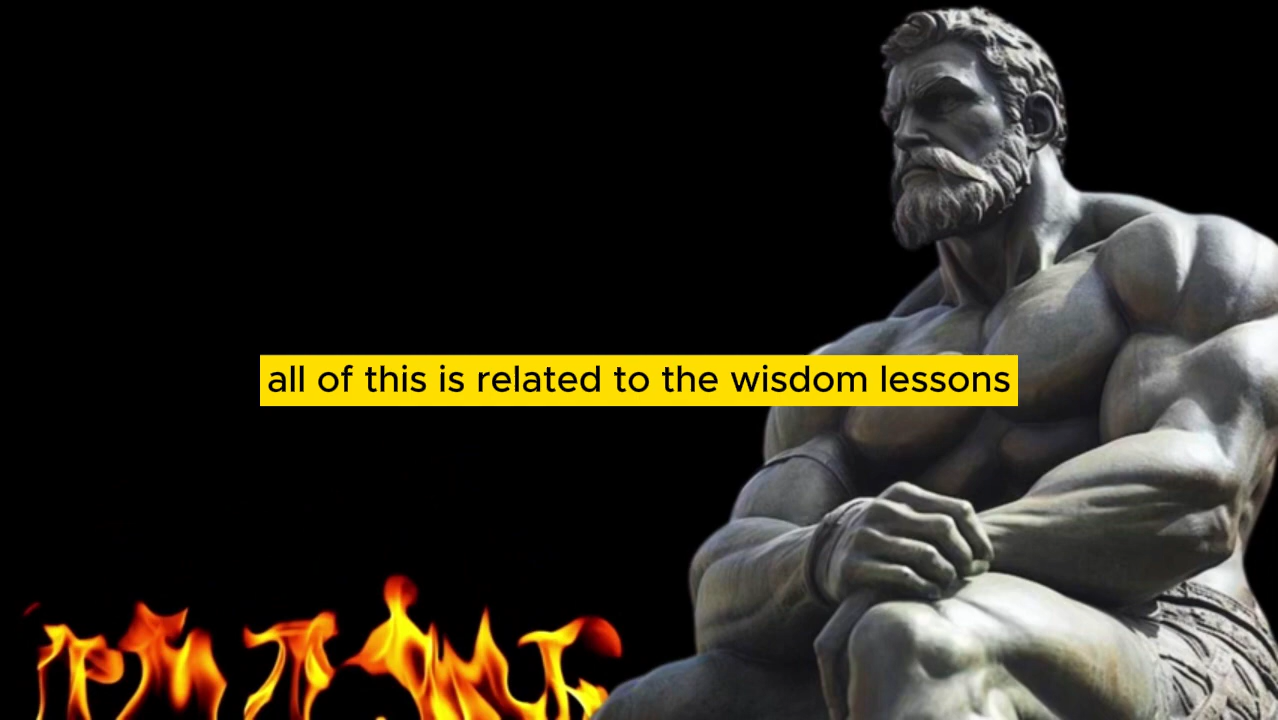 all of this is related to the wisdom lessons